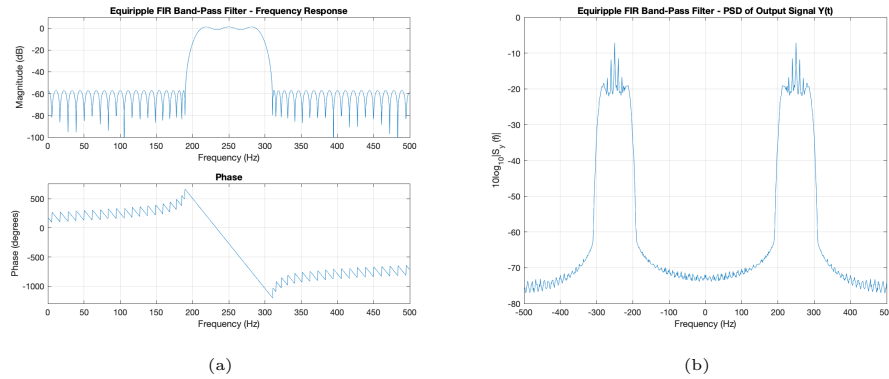 Equiripple FIR Band-Pass Filter - Frequency Response
Magnitude (dB)
0
-20
-40
-60
-80
-100
0 50 100 150 200 250 300 350 400 450 500
Frequency (Hz)
Phase
Phase (degrees)
500
0
-500
-1000
0 50 100 150 200 250 300 350 400 450 500
Frequency (Hz)
(a)
Equiripple FIR Band-Pass Filter - PSD of Output Signal Y(t)
10log10|Sy (f)|
0
-10
-20
-30
-40
-50
-60
-70
-80
-500 -400 -300 -200 -100 0 100 200 300 400 500
Frequency (Hz)
(b)